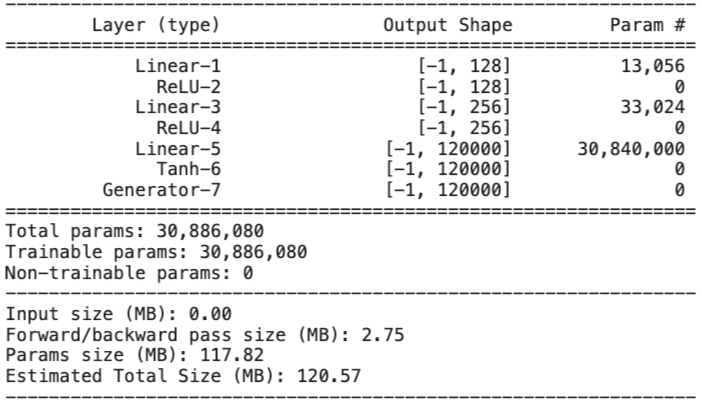 ----------------------------------------------------------------
Layer (type) Output Shape Param #
================================================================
Linear-1 [-1, 128] 13,056
ReLU-2 [-1, 128] 0
Linear-3 [-1, 256] 33,024
ReLU-4 [-1, 256] 0
Linear-5 [-1, 120000] 30,840,000
Tanh-6 [-1, 120000] 0
Generator-7 [-1, 120000] 0
================================================================
Total params: 30,886,080
Trainable params: 30,886,080
Non-trainable params: 0
----------------------------------------------------------------
Input size (MB): 0.00
Forward/backward pass size (MB): 2.75
Params size (MB): 117.82
Estimated Total Size (MB): 120.57
----------------------------------------------------------------